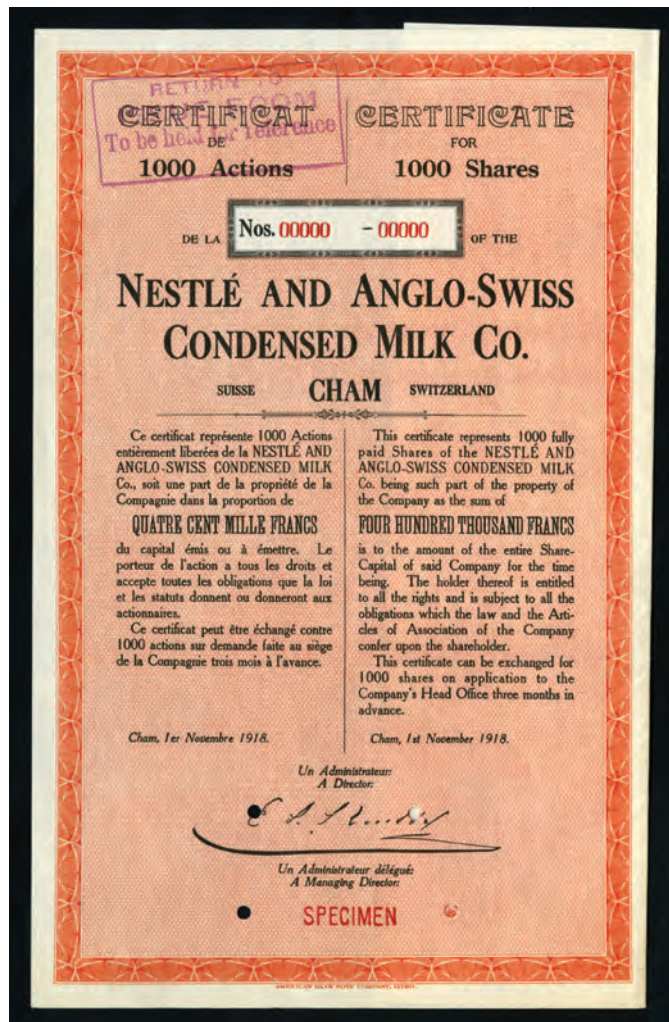 RETURN TO
To be held for reference
CERTIFICAT
DE
1000 Actions
CERTIFICATE
FOR
1000 Shares
DE LA
Nos. 00000 - 00000
OF THE
NESTLÉ AND ANGLO-SWISS
CONDENSED MILK CO.
SUISSE CHAM SWITZERLAND
Ce certificat représente 1000 Actions
entièrement liberées de la NESTLÉ AND
ANGLO-SWISS CONDENSED MILK
Co., soit une part de la propriété de la
Compagnie dans la proportion de
QUATRE CENT MILLE FRANCS
du capital émis ou à émettre. Le
porteur de l'action a tous les droits et
accepte toutes les obligations que la loi
et les statuts donnent ou donneront aux
actionnaires.
Ce certificat peut être échangé contre
1000 actions sur demande faite au siège
de la Compagnie trois mois à l'avance.
Cham, 1er Novembre 1918.
This certificate represents 1000 fully
paid Shares of the NESTLÉ AND
ANGLO-SWISS CONDENSED MILK
Co. being such part of the property of
the Company as the sum of
FOUR HUNDRED THOUSAND FRANCS
is to the amount of the entire Share-
Capital of said Company for the time
being. The holder thereof is entitled
to all the rights and is subject to all the
obligations which the law and the Arti-
cles of Association of the Company
confer upon the shareholder.
This certificate can be exchanged for
1000 shares on application to the
Company's Head Office three months in
advance.
Cham, 1st November 1918.
Un Administrateur:
A Director:
Un Administrateur délégué:
A Managing Director:
SPECIMEN
AMERICAN BANK NOTE COMPANY,